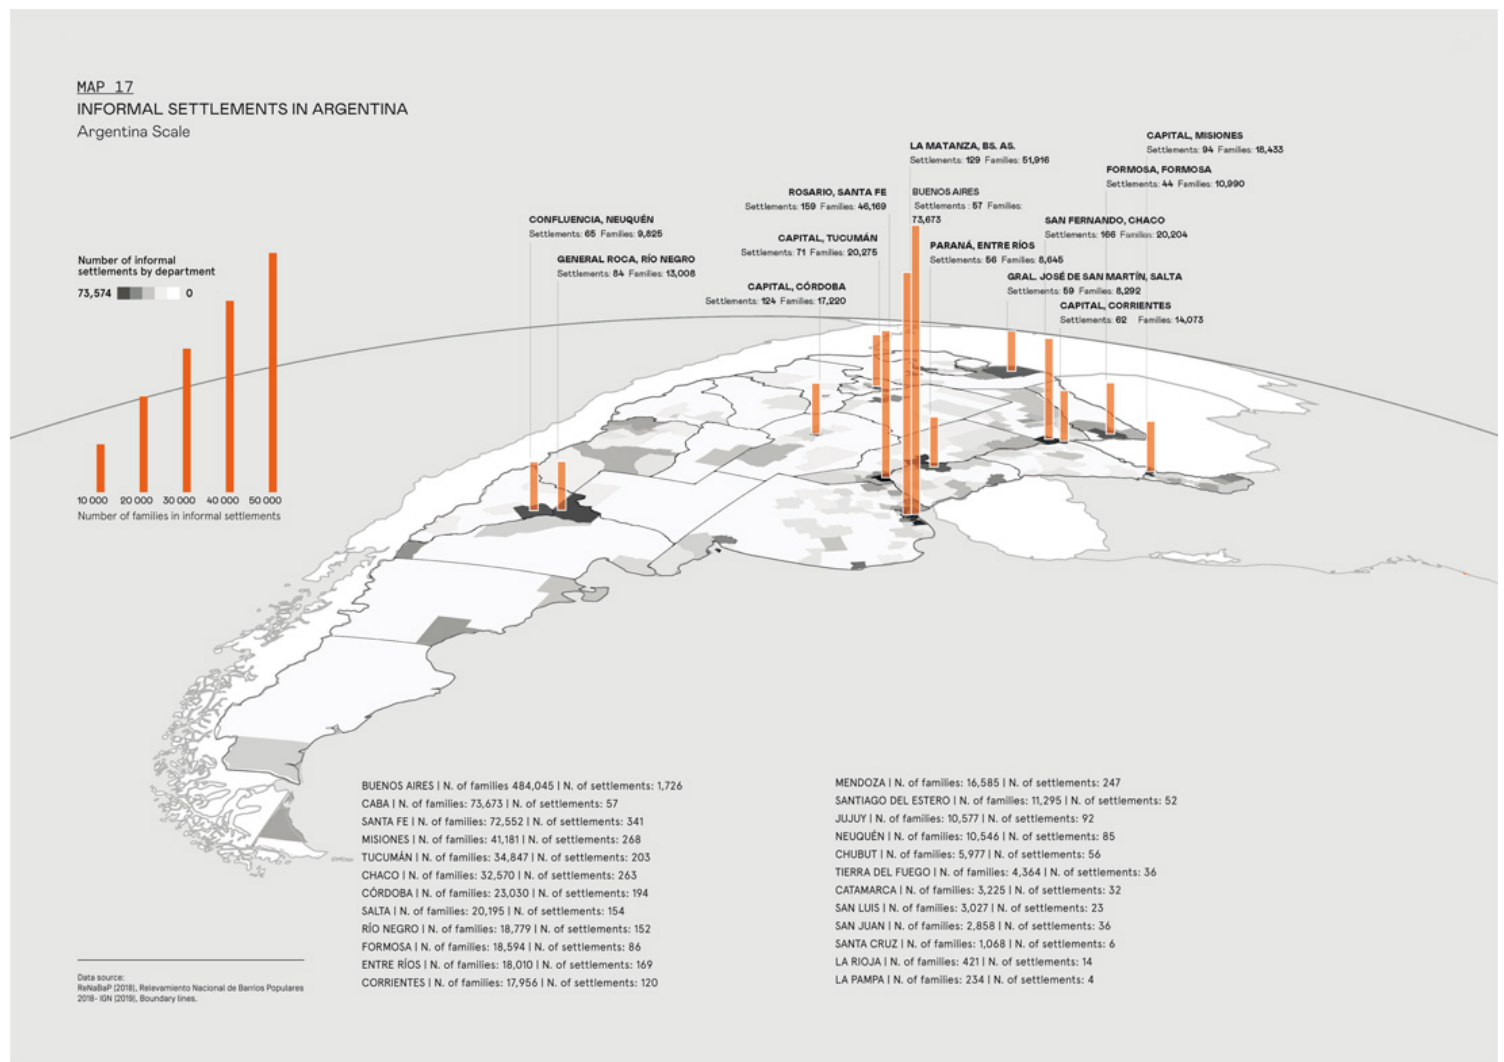 MAP 17
INFORMAL SETTLEMENTS IN ARGENTINA
Argentina Scale
Number of informal
settlements by department
73,574 0
10 000 20 000 30 000 40 000 50 000
Number of families in informal settlements
CONFLUENCIA, NEUQUÉN
Settlements: 65 Families: 9,825
GENERAL ROCA, RÍO NEGRO
Settlements: 84 Families: 13,008
ROSARIO, SANTA FE
Settlements: 159 Families: 46,169
CAPITAL, TUCUMÁN
Settlements: 71 Families: 20,275
CAPITAL, CÓRDOBA
Settlements: 124 Families: 17,220
LA MATANZA, BS. AS.
Settlements: 129 Families: 51,916
BUENOS AIRES
Settlements : 57 Families:
73,673
PARANÁ, ENTRE RÍOS
Settlements: 56 Families: 8,645
CAPITAL, MISIONES
Settlements: 94 Families: 18,433
FORMOSA, FORMOSA
Settlements: 44 Families: 10,990
SAN FERNANDO, CHACO
Settlements: 166 Families: 20,204
GRAL. JOSÉ DE SAN MARTÍN, SALTA
Settlements: 59 Families: 8,292
CAPITAL, CORRIENTES
Settlements: 62 Families: 14,073
BUENOS AIRES | N. of families 484,045 | N. of settlements: 1,726
CABA | N. of families: 73,673 | N. of settlements: 57
SANTA FE | N. of families: 72,552 | N. of settlements: 341
MISIONES | N. of families: 41,181 | N. of settlements: 268
TUCUMÁN | N. of families: 34,847 | N. of settlements: 203
CHACO | N. of families: 32,570 | N. of settlements: 263
CÓRDOBA | N. of families: 23,030 | N. of settlements: 194
SALTA | N. of families: 20,195 | N. of settlements: 154
RÍO NEGRO | N. of families: 18,779 | N. of settlements: 152
FORMOSA | N. of families: 18,594 | N. of settlements: 86
ENTRE RÍOS | N. of families: 18,010 | N. of settlements: 169
CORRIENTES | N. of families: 17,956 | N. of settlements: 120
MENDOZA | N. of families: 16,585 | N. of settlements: 247
SANTIAGO DEL ESTERO | N. of families: 11,295 | N. of settlements: 52
JUJUY | N. of families: 10,577 | N. of settlements: 92
NEUQUÉN | N. of families: 10,546 | N. of settlements: 85
CHUBUT | N. of families: 5,977 | N. of settlements: 56
TIERRA DEL FUEGO | N. of families: 4,364 | N. of settlements: 36
CATAMARCA | N. of families: 3,225 | N. of settlements: 32
SAN LUIS | N. of families: 3,027 | N. of settlements: 23
SAN JUAN | N. of families: 2,858 | N. of settlements: 36
SANTA CRUZ | N. of families: 1,068 | N. of settlements: 6
LA RIOJA | N. of families: 421 | N. of settlements: 14
LA PAMPA | N. of families: 234 | N. of settlements: 4
Data source:
ReNaBaP [2018], Relevamiento Nacional de Barrios Populares
2018- IGN [2019], Boundary lines.